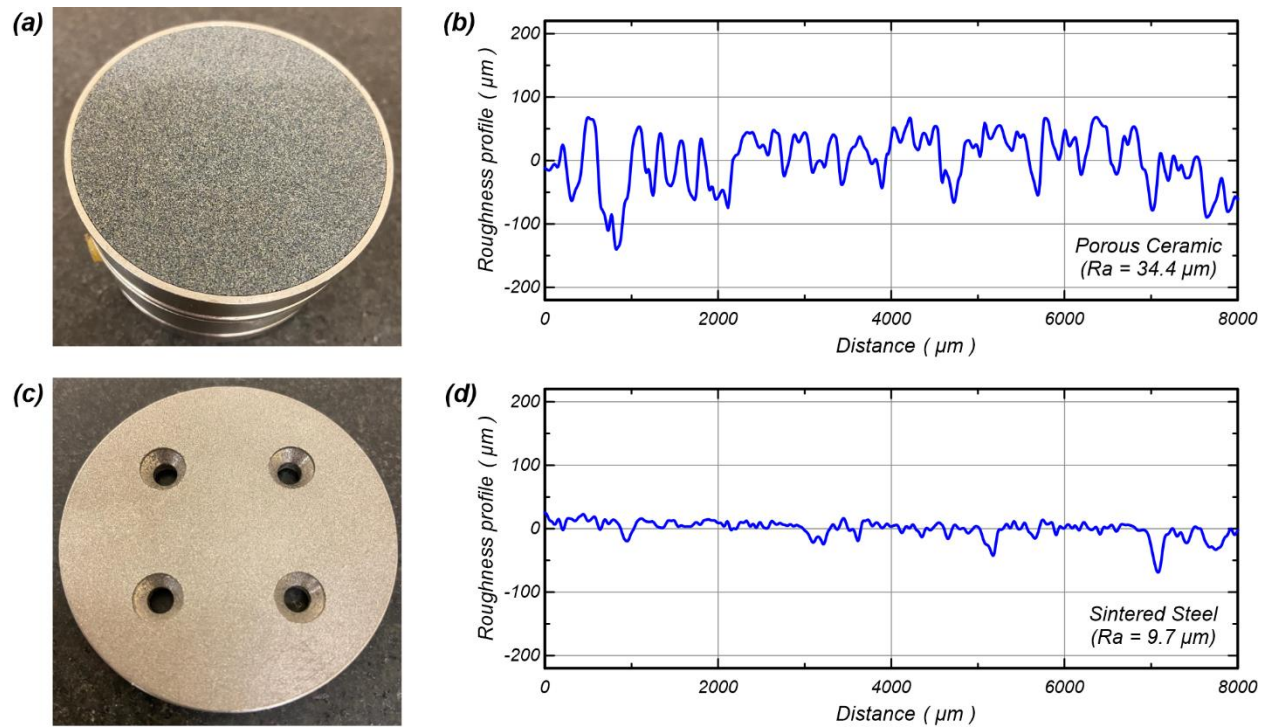 (a)
(b)
200
100
0
-100
-200
Roughness profile ( μm )
Porous Ceramic
(Ra = 34.4 μm)
0
2000
4000
6000
8000
Distance ( μm )
(c)
(d)
200
100
0
-100
-200
Roughness profile ( μm )
Sintered Steel
(Ra = 9.7 μm)
0
2000
4000
6000
8000
Distance ( μm )